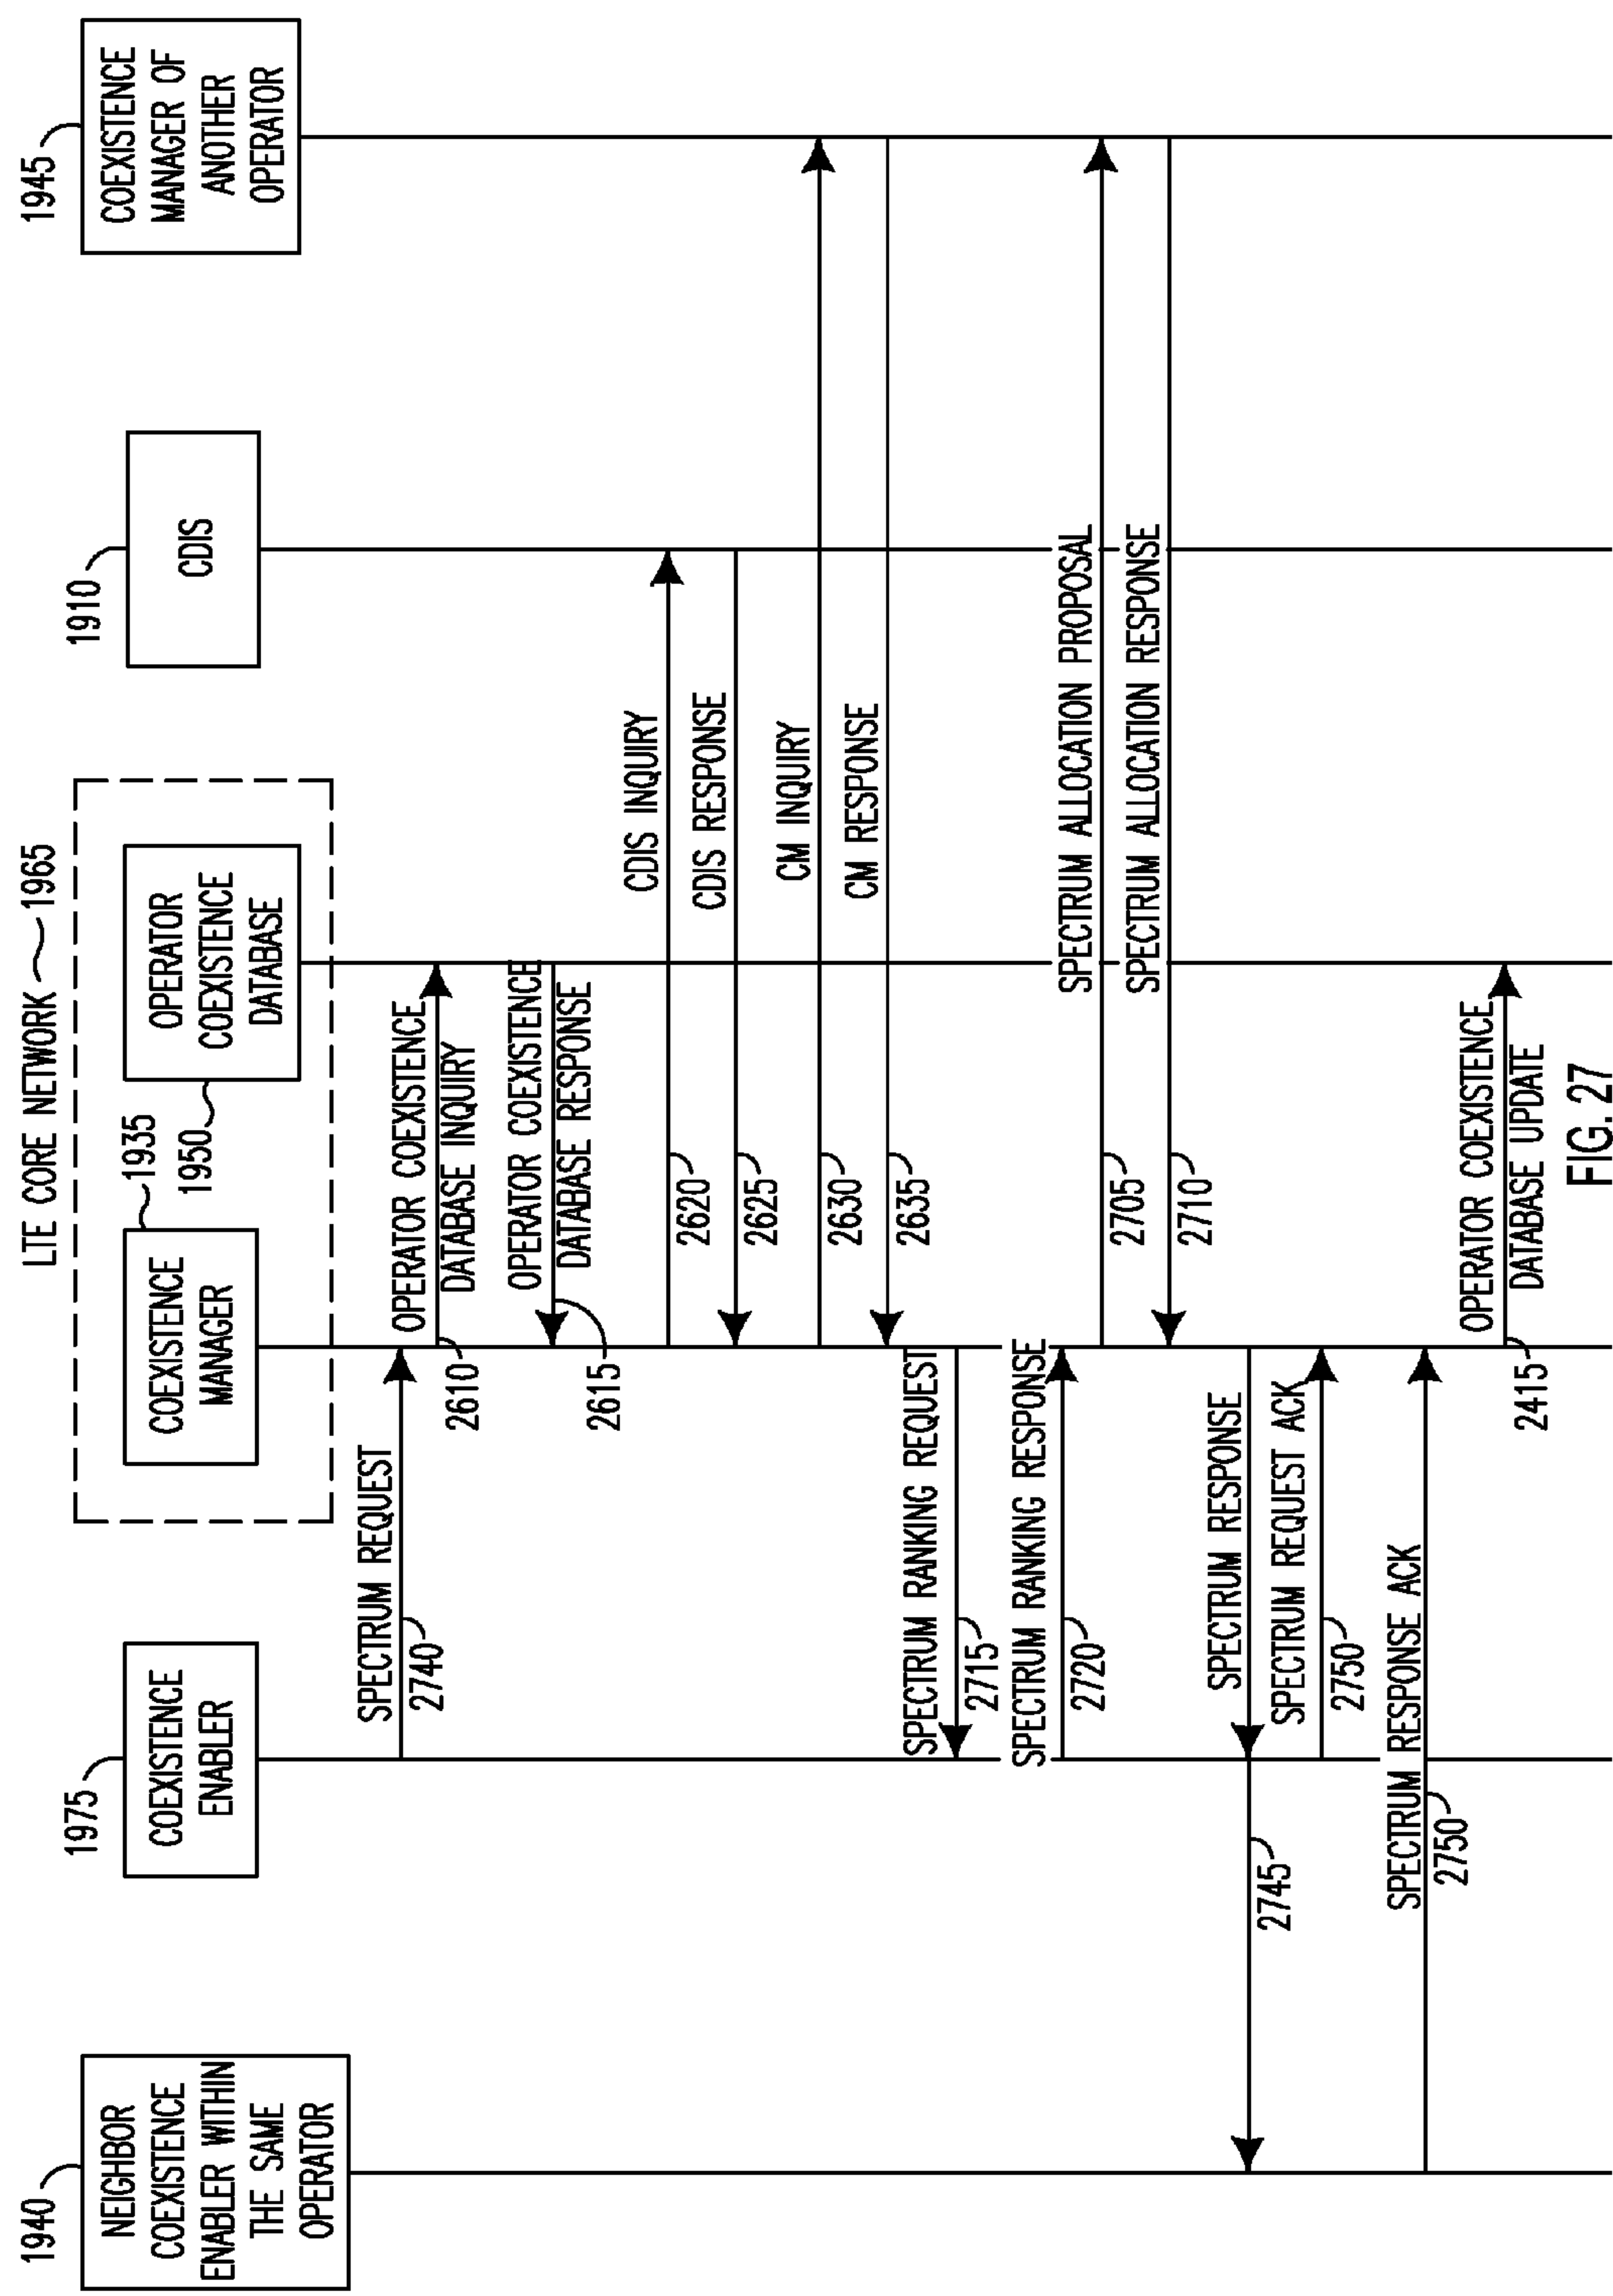 1940
NEIGHBOR
COEXISTENCE
ENABLER WITHIN
THE SAME
OPERATOR
1975
COEXISTENCE
ENABLER
LTE CORE NETWORK
1965
COEXISTENCE
MANAGER
1935
1950
OPERATOR
COEXISTENCE
DATABASE
1910
CDIS
1945
COEXISTENCE
MANAGER OF
ANOTHER
OPERATOR
SPECTRUM REQUEST
2740
OPERATOR COEXISTENCE
DATABASE INQUIRY
2610
OPERATOR COEXISTENCE
DATABASE RESPONSE
2615
CDIS INQUIRY
2620
CDIS RESPONSE
2625
CM INQUIRY
2630
CM RESPONSE
2635
SPECTRUM RANKING REQUEST
2715
SPECTRUM RANKING RESPONSE
2720
SPECTRUM ALLOCATION PROPOSAL
2705
SPECTRUM ALLOCATION RESPONSE
2710
SPECTRUM RESPONSE
2745
SPECTRUM REQUEST ACK
2750
SPECTRUM RESPONSE ACK
2750
OPERATOR COEXISTENCE
DATABASE UPDATE
2415
FIG. 27